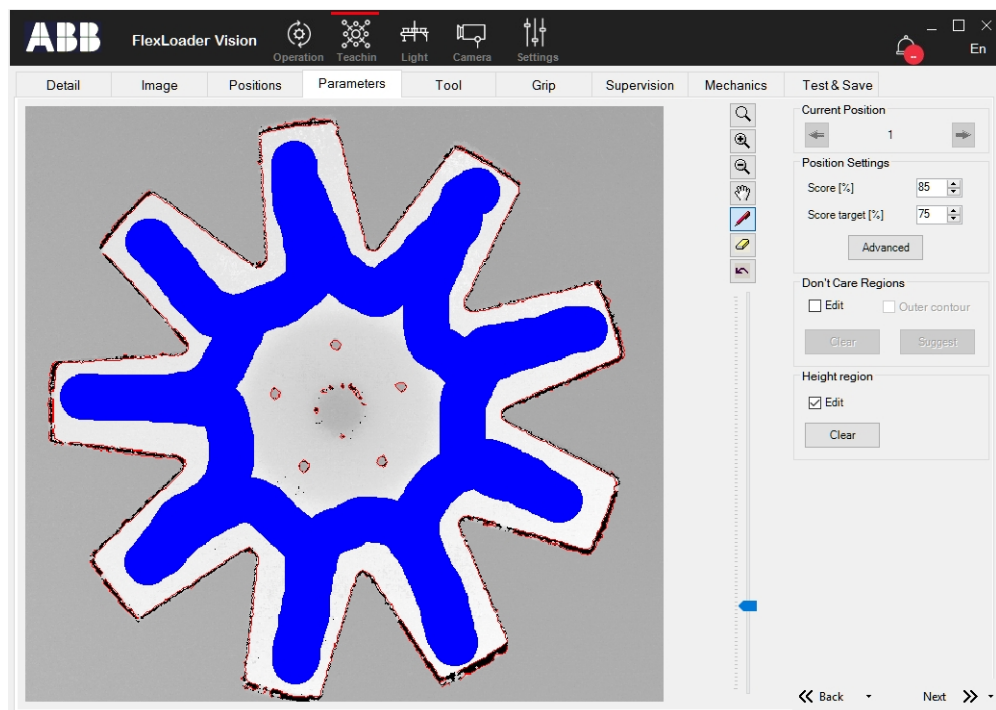 ABB FlexLoader Vision
Operation Teachin Light Camera Settings
En
Detail Image Positions Parameters Tool Grip Supervision Mechanics Test & Save
Current Position
1
Position Settings
Score [%] 85
Score target [%] 75
Advanced
Don't Care Regions
Edit Outer contour
Clear Suggest
Height region
Edit
Clear
Back Next